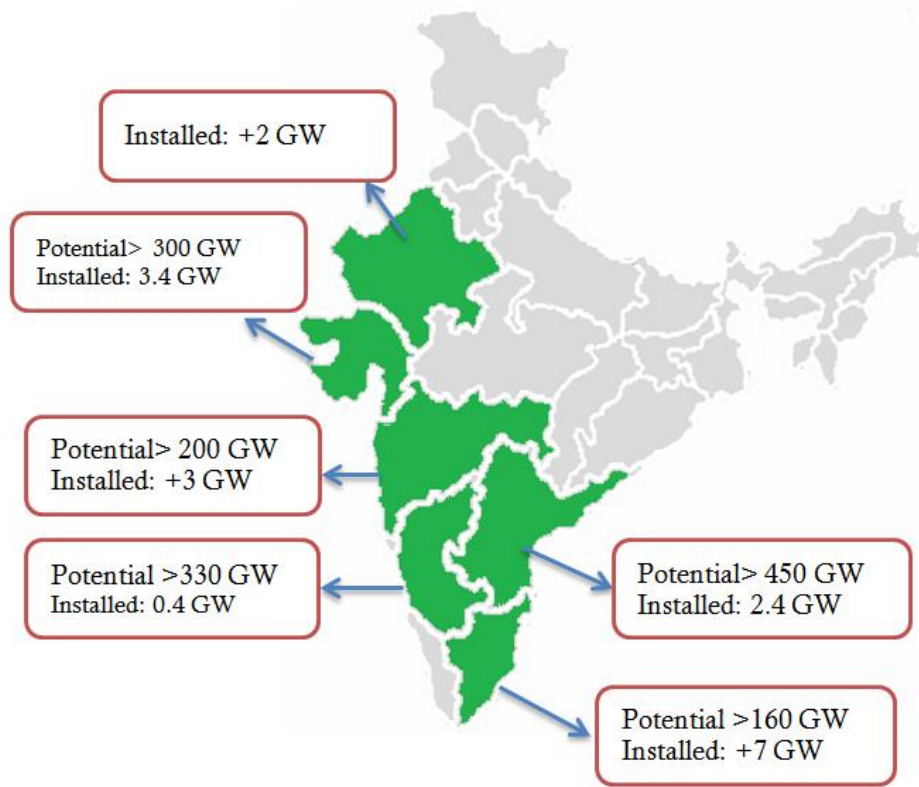 Installed: +2 GW
Potential> 300 GW
Installed: 3.4 GW
Potential> 200 GW
Installed: +3 GW
Potential >330 GW
Installed: 0.4 GW
Potential> 450 GW
Installed: 2.4 GW
Potential >160 GW
Installed: +7 GW